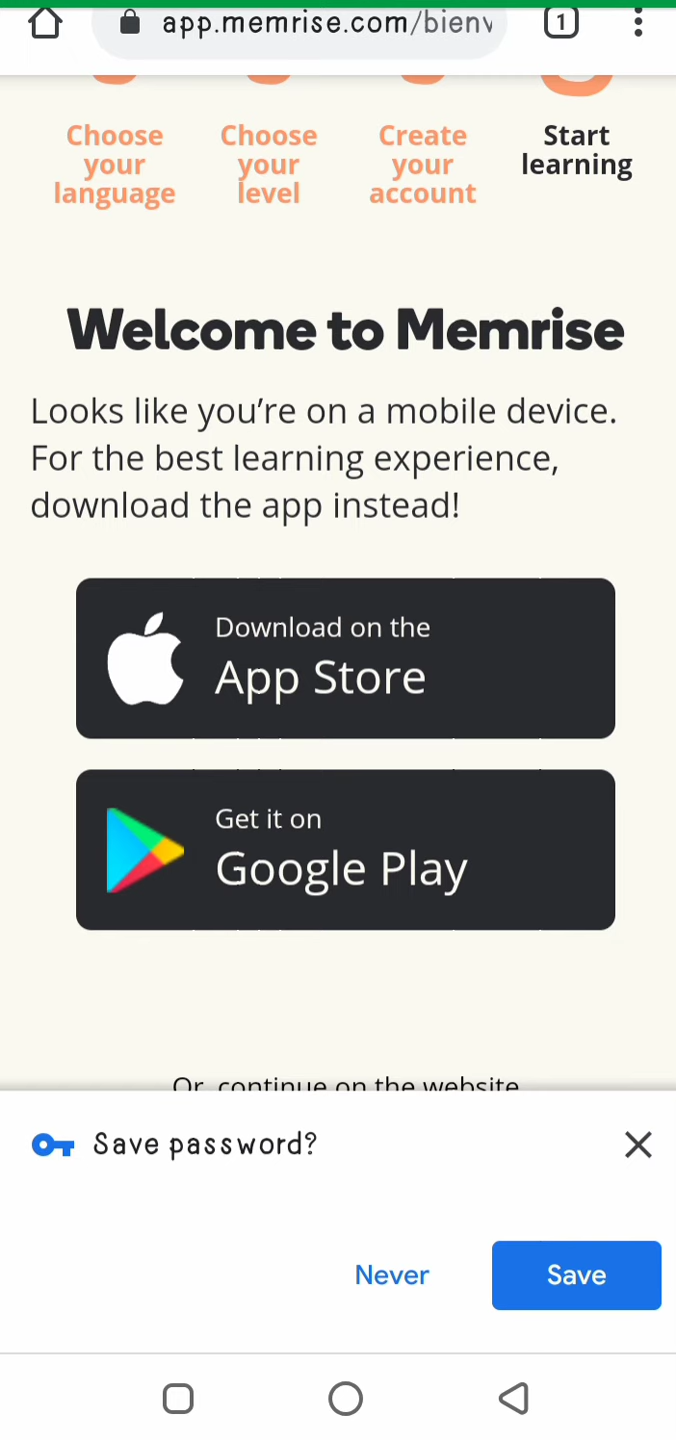 app.memrise.com/bienv
1
Choose your language
Choose your level
Create your account
Start learning
Welcome to Memrise
Looks like you’re on a mobile device.
For the best learning experience,
download the app instead!
Download on the
App Store
Get it on
Google Play
Or, continue on the website
Save password?
Never
Save